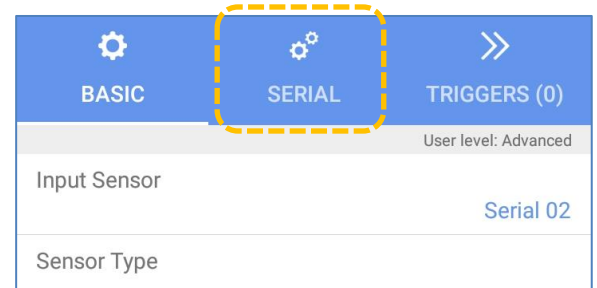 BASIC SERIAL TRIGGERS (0)
User level: Advanced
Input Sensor
Serial 02
Sensor Type